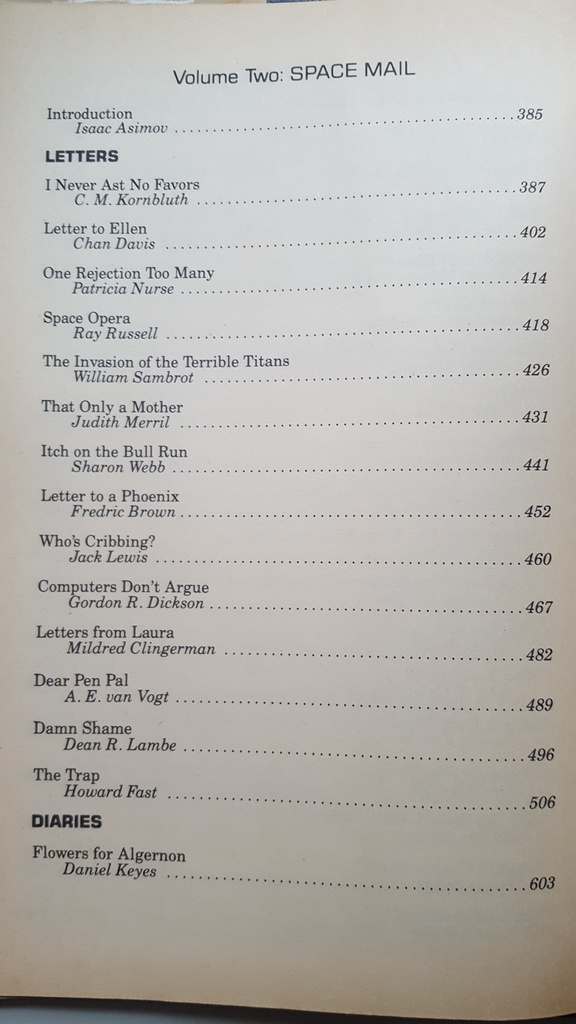 Volume Two: SPACE MAIL
Introduction
Isaac Asimov ........................................385
LETTERS
I Never Ast No Favors
C. M. Kornbluth ........................................387
Letter to Ellen
Chan Davis ........................................402
One Rejection Too Many
Patricia Nurse ........................................414
Space Opera
Ray Russell ........................................418
The Invasion of the Terrible Titans
William Sambrot ........................................426
That Only a Mother
Judith Merril ........................................431
Itch on the Bull Run
Sharon Webb ........................................441
Letter to a Phoenix
Fredric Brown ........................................452
Who's Cribbing?
Jack Lewis ........................................460
Computers Don't Argue
Gordon R. Dickson ........................................467
Letters from Laura
Mildred Clingerman ........................................482
Dear Pen Pal
A. E. van Vogt ........................................489
Damn Shame
Dean R. Lambe ........................................496
The Trap
Howard Fast ........................................506
DIARIES
Flowers for Algernon
Daniel Keyes ........................................603